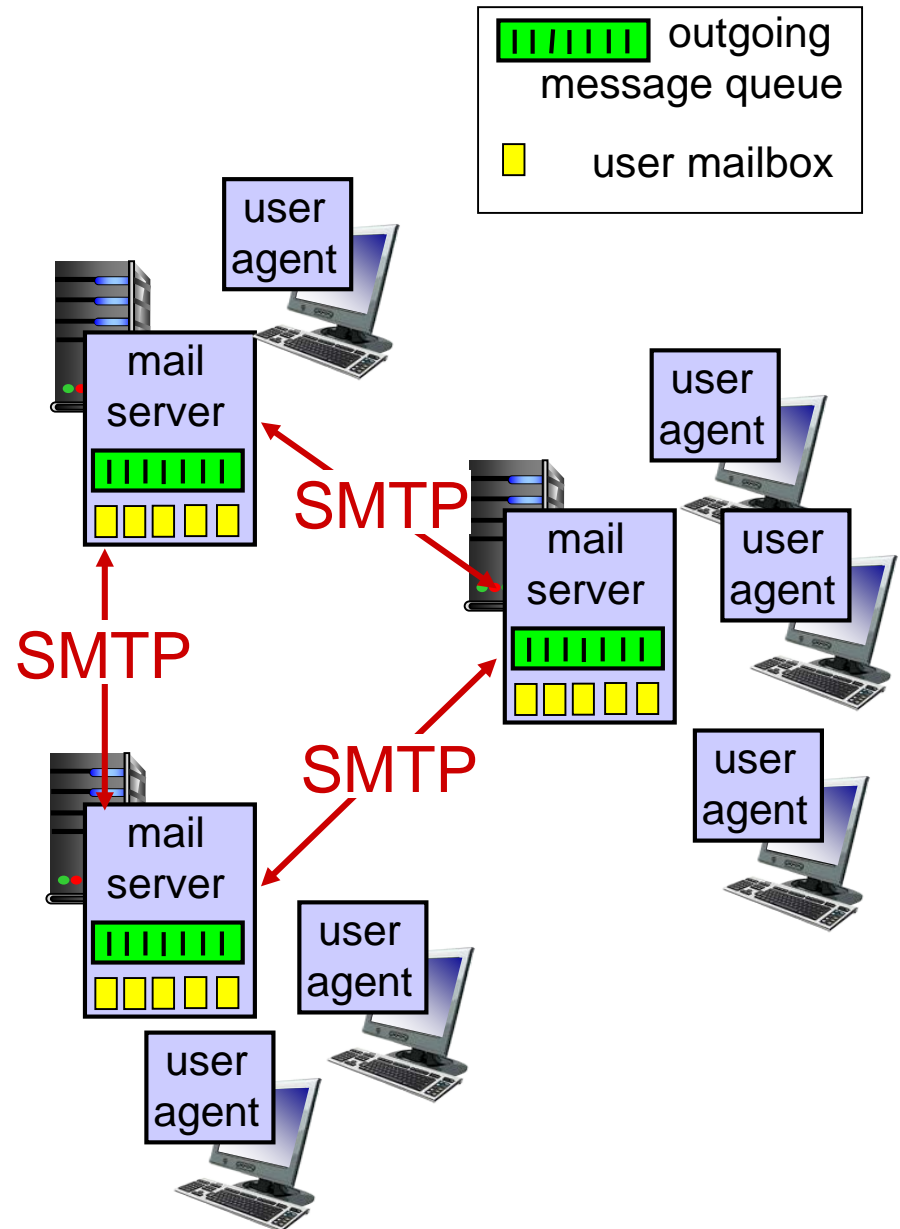 outgoing
message queue
user mailbox
user
agent
mail
server
user
agent
SMTP
mail
server
user
agent
SMTP
user
agent
SMTP
mail
server
user
agent
user
agent